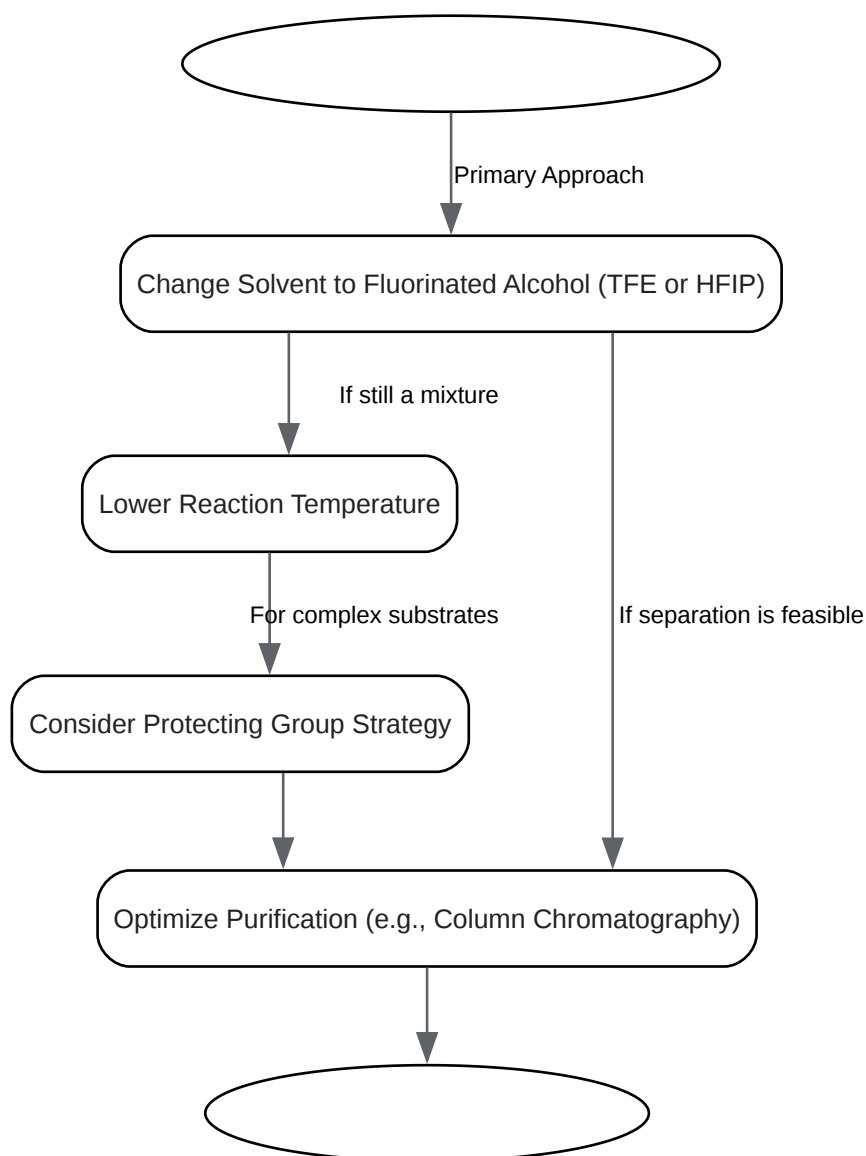 Primary Approach
Change Solvent to Fluorinated Alcohol (TFE or HFIP)
If still a mixture
Lower Reaction Temperature
For complex substrates
If separation is feasible
Consider Protecting Group Strategy
Optimize Purification (e.g., Column Chromatography)